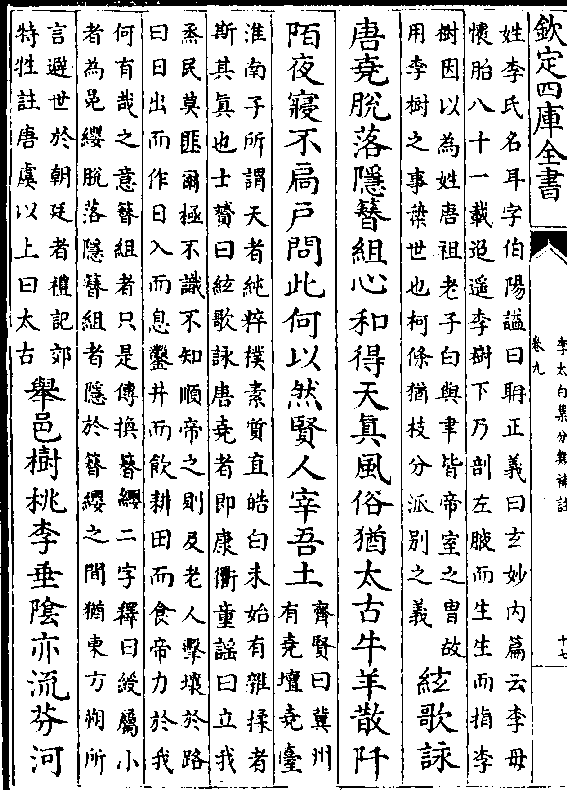 欽定四庫全書
李太白集分類補註
卷九
十七
姓李氏名耳字伯陽諡曰耼正義曰玄妙内篇云李母
懷胎八十一載逍遥李樹下乃剖左腋而生生而指李
樹因以為姓唐祖老子白與聿皆帝室之冑故
用李樹之事葉世也柯條猶枝分派别之義
絃歌詠
唐堯脱落隱簪組心和得天真風俗猶太古牛羊散阡
陌夜寢不扃戸問此何以然賢人宰吾土
齊賢曰冀州
有堯壇堯臺
淮南子所謂天者純粹樸素質直皓白未始有雜揉者
斯其真也士贇曰絃歌詠唐堯者即康衢童謡曰立我
烝民莫匪爾極不識不知順帝之則及老人擊壤於路
曰日出而作日入而息鑿井而飲耕田而食帝力於我
何有哉之意簪組者只是傳換簪纓二字釋曰綬屬小
者為邑纓脱落隱簪組者隱於簪纓之間猶東方朔所
言避世於朝廷者禮記郊
特牲註唐虞以上曰太古
舉邑樹桃李垂陰亦流芬河